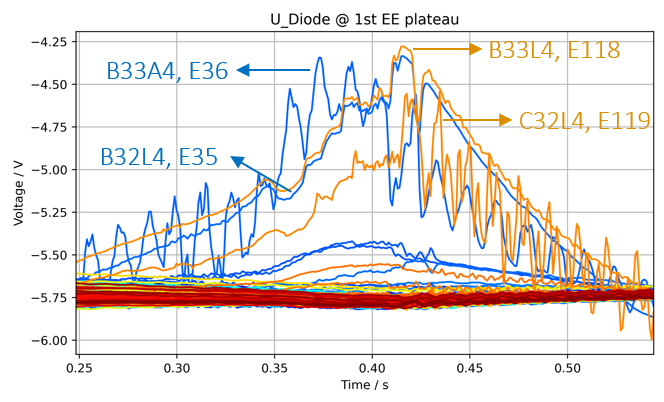 U_Diode @ 1st EE plateau
−4.25
−4.50
−4.75
−5.00
−5.25
−5.50
−5.75
−6.00
Voltage / V
B33A4, E36
B32L4, E35
B33L4, E118
C32L4, E119
0.25
0.30
0.35
0.40
0.45
0.50
Time / s